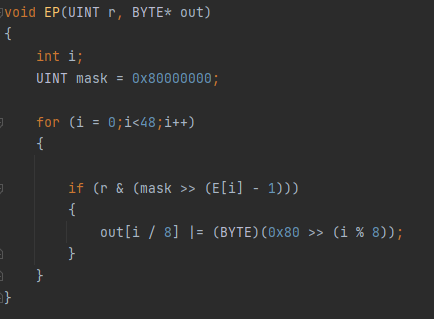 void EP(UINT r, BYTE* out)
{
int i;
UINT mask = 0x80000000;
for (i = 0;i<48;i++)
{
if (r & (mask >> (E[i] - 1)))
{
out[i / 8] |= (BYTE)(0x80 >> (i % 8));
}
}
}